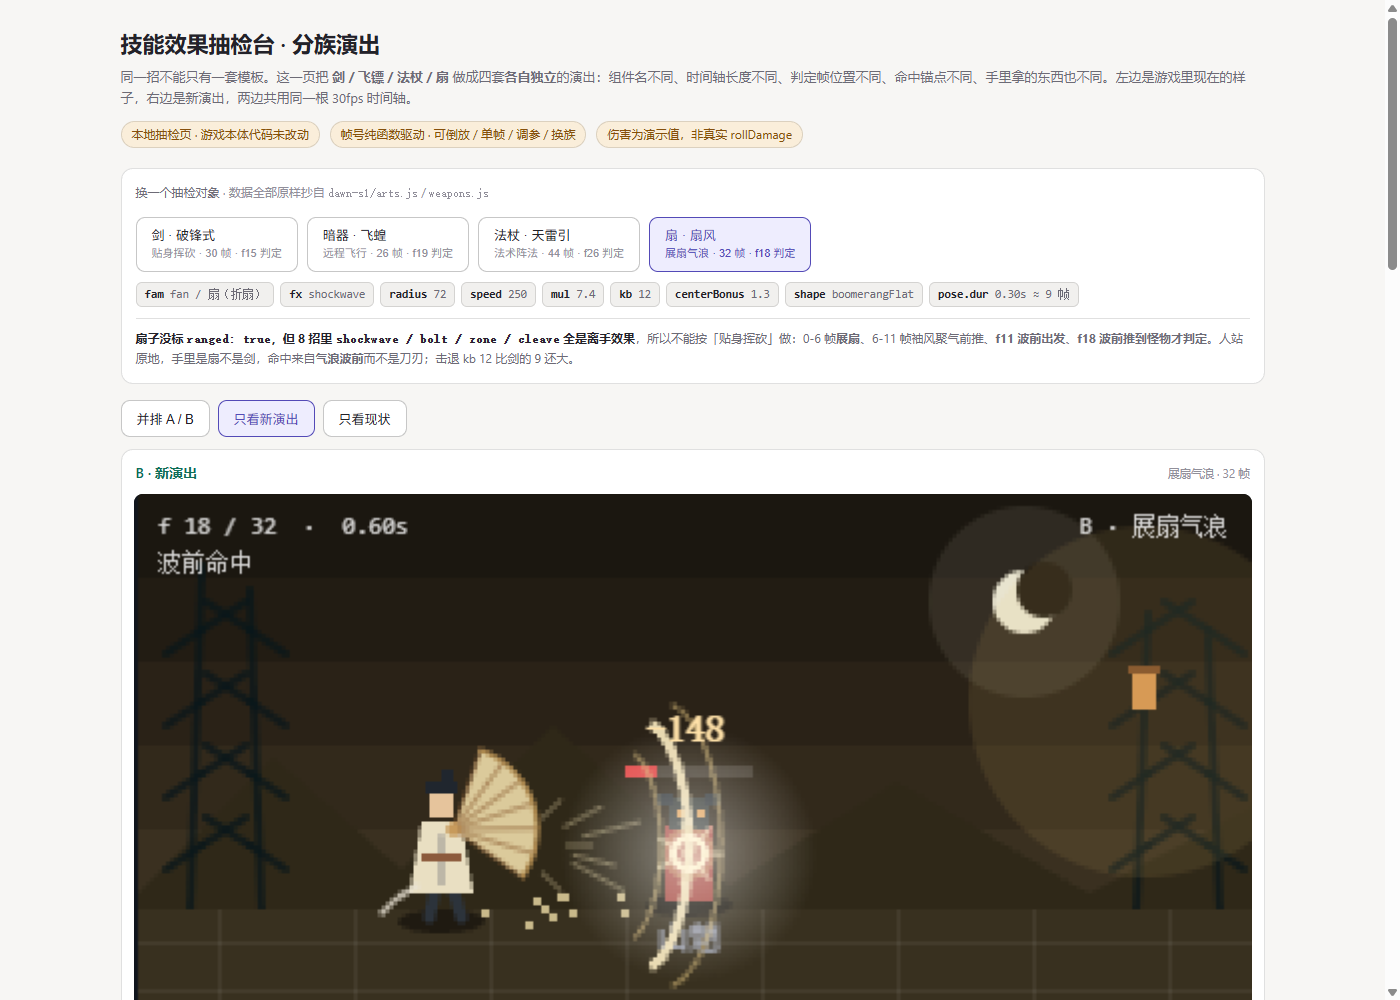 技能效果抽检台 · 分族演出
同一招不能只有一套模板。这一页把 剑 / 飞镖 / 法杖 / 扇 做成四套各自独立的演出：组件名不同、时间轴长度不同、判定帧位置不同、命中锚点不同、手里拿的东西也不同。左边是游戏里现在的样
子，右边是新演出，两边共用同一根 30fps 时间轴。
本地抽检页 · 游戏本体代码未改动
帧号纯函数驱动 · 可倒放 / 单帧 / 调参 / 换族
伤害为演示值，非真实 rollDamage
换一个抽检对象 · 数据全部原样抄自 dawn-s1/arts.js / weapons.js
剑 · 破锋式
贴身挥砍 · 30 帧 · f15 判定
暗器 · 飞蝗
远程飞行 · 26 帧 · f19 判定
法杖 · 天雷引
法术阵法 · 44 帧 · f26 判定
扇 · 扇风
展扇气浪 · 32 帧 · f18 判定
fam fan / 扇（折扇）
fx shockwave
radius 72
speed 250
mul 7.4
kb 12
centerBonus 1.3
shape boomerangFlat
pose.dur 0.30s ≈ 9 帧
扇子没标 ranged: true，但 8 招里 shockwave / bolt / zone / cleave 全是离手效果，所以不能按「贴身挥砍」做：0-6 帧展扇、6-11 帧袖风聚气前推、f11 波前出发、f18 波前推到怪物才判定。人站
原地，手里是扇不是剑，命中来自气浪波前而不是刀刃；击退 kb 12 比剑的 9 还大。
并排 A / B
只看新演出
只看现状
B · 新演出
展扇气浪 · 32 帧
f 18 / 32 · 0.60s
B · 展扇气浪
波前命中
148